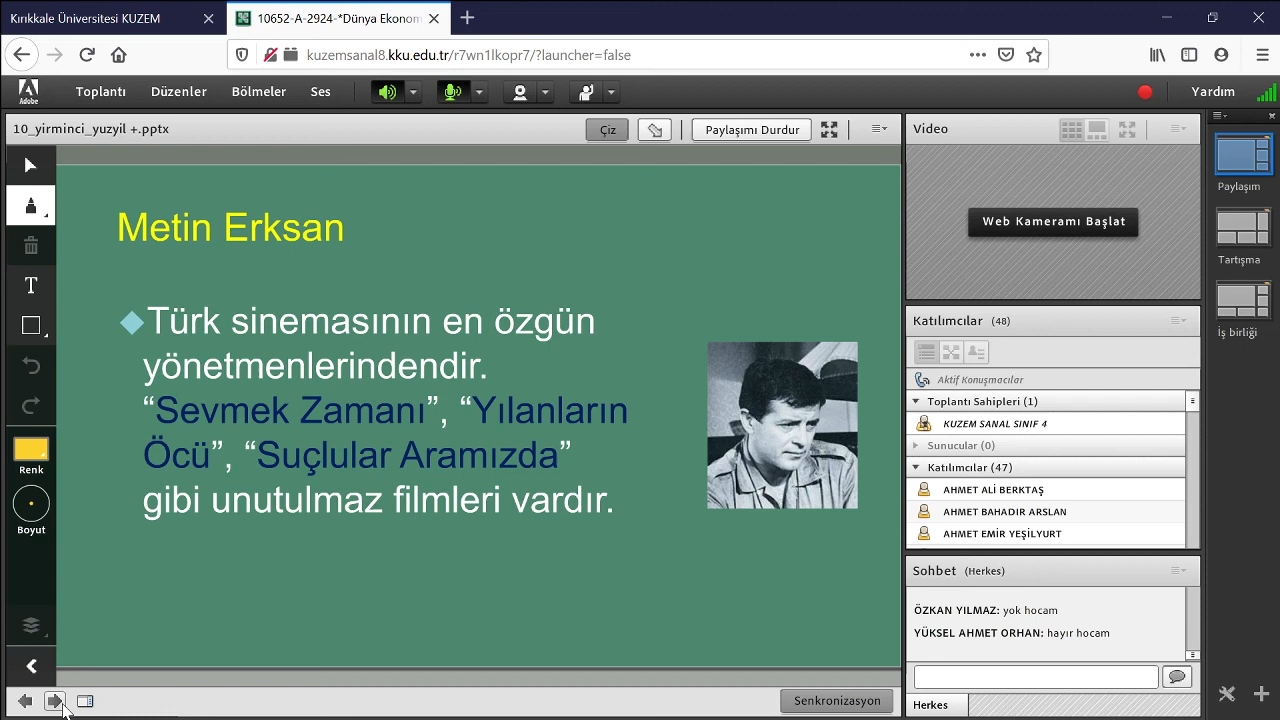 Kırıkkale Üniversitesi KUZEM
10652-A-2924-*Dünya Ekonom
kuzemsanal8.kku.edu.tr/r7wn1lkopr7/?launcher=false
Adobe
Toplantı
Düzenler
Bölmeler
Ses
Yardım
10_yirminci_yuzyil +.pptx
Çiz
Paylaşımı Durdur
Video
Web Kameramı Başlat
Paylaşım
Tartışma
İş birliği
Metin Erksan
Türk sinemasının en özgün
yönetmenlerindendir.
“Sevmek Zamanı”, “Yılanların
Öcü”, “Suçlular Aramızda”
gibi unutulmaz filmleri vardır.
T
Renk
Boyut
Katılımcılar (48)
Aktif Konuşmacılar
Toplantı Sahipleri (1)
KUZEM SANAL SINIF 4
Sunucular (0)
Katılımcılar (47)
AHMET ALİ BERKTAŞ
AHMET BAHADIR ARSLAN
AHMET EMİR YEŞİLYURT
Sohbet (Herkes)
ÖZKAN YILMAZ: yok hocam
YÜKSEL AHMET ORHAN: hayır hocam
Herkes
Senkronizasyon